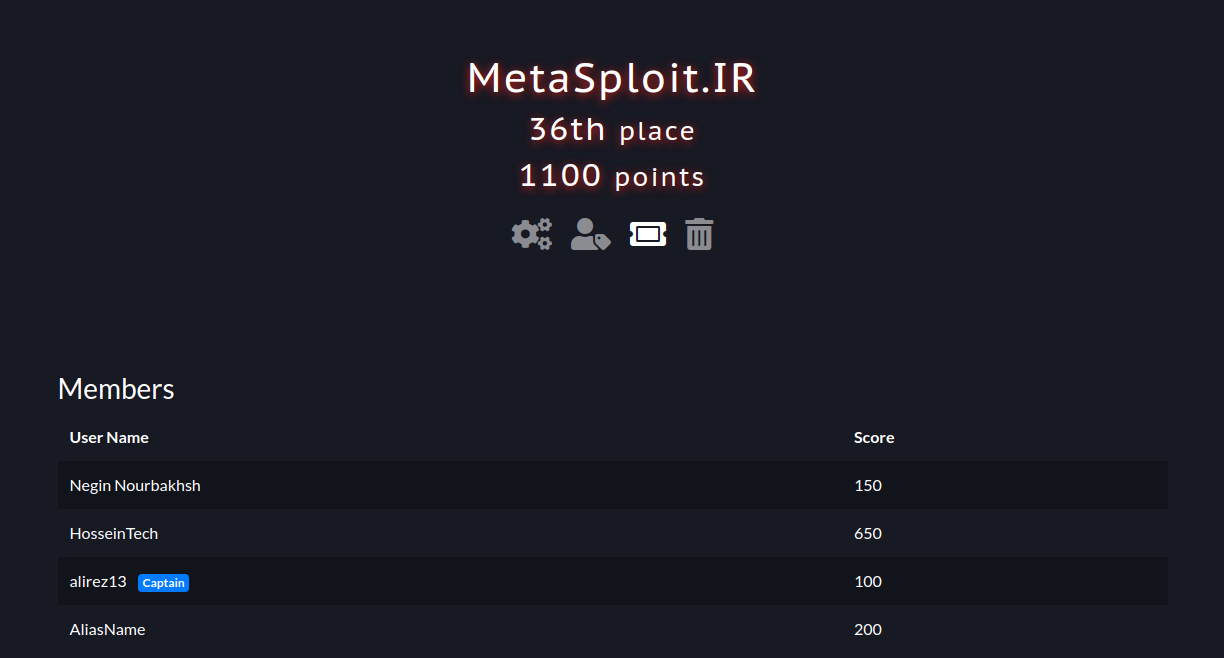 MetaSploit.IR
36th place
1100 points
Members
User Name Score
Negin Nourbakhsh 150
HosseinTech 650
alirez13 Captain 100
AliasName 200